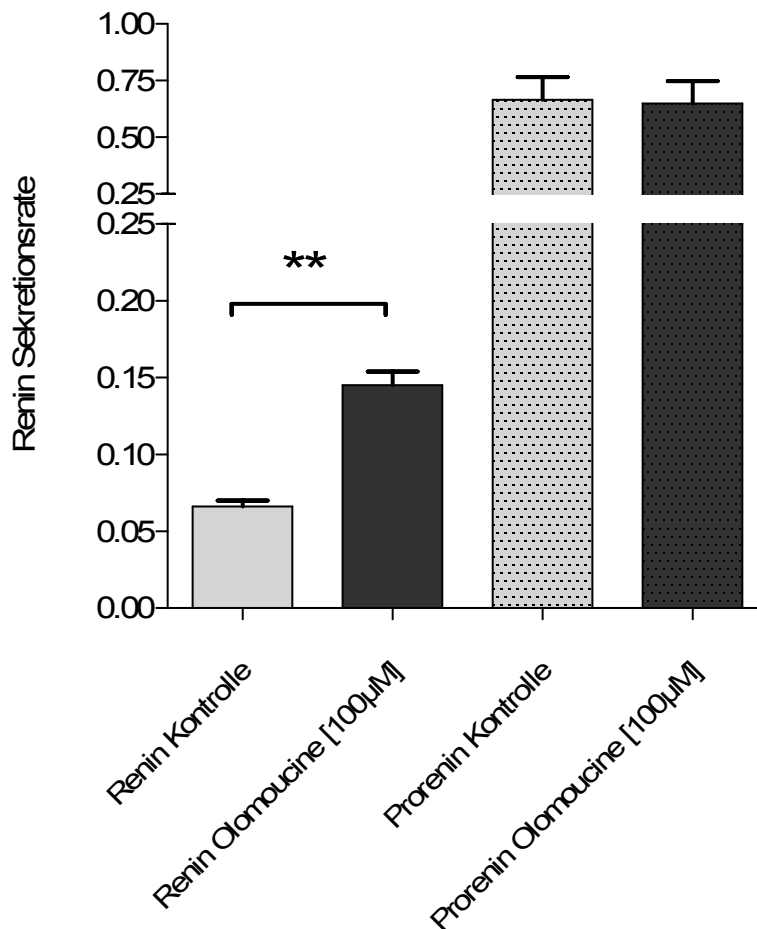 1.00
0.75
0.50
0.25
0.25
0.20
0.15
0.10
0.05
0.00
Renin Sekretionsrate
**
Renin Kontrolle
Renin Olomoucine [100µM]
Prorenin Kontrolle
Prorenin Olomoucine [100µM]